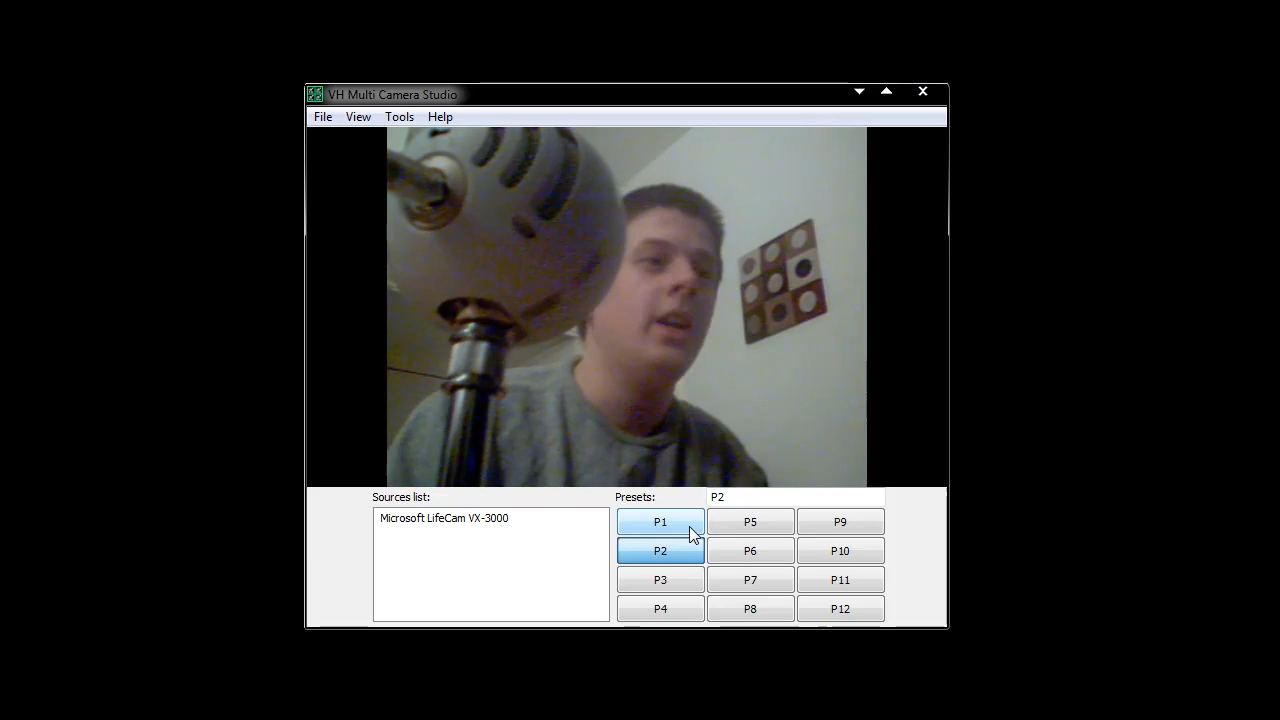 VH Multi Camera Studio
File View Tools Help
Sources list:
Microsoft LifeCam VX-3000
Presets: P2
P1 P5 P9
P2 P6 P10
P3 P7 P11
P4 P8 P12